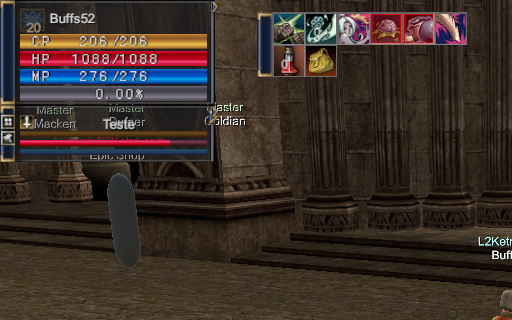 Buffs52
20
CP 206/206
HP 1088/1088
MP 276/276
0.00%
Master Master Master
Macken Goldian
Teste
Epic Shop
L2Ketr
Buff